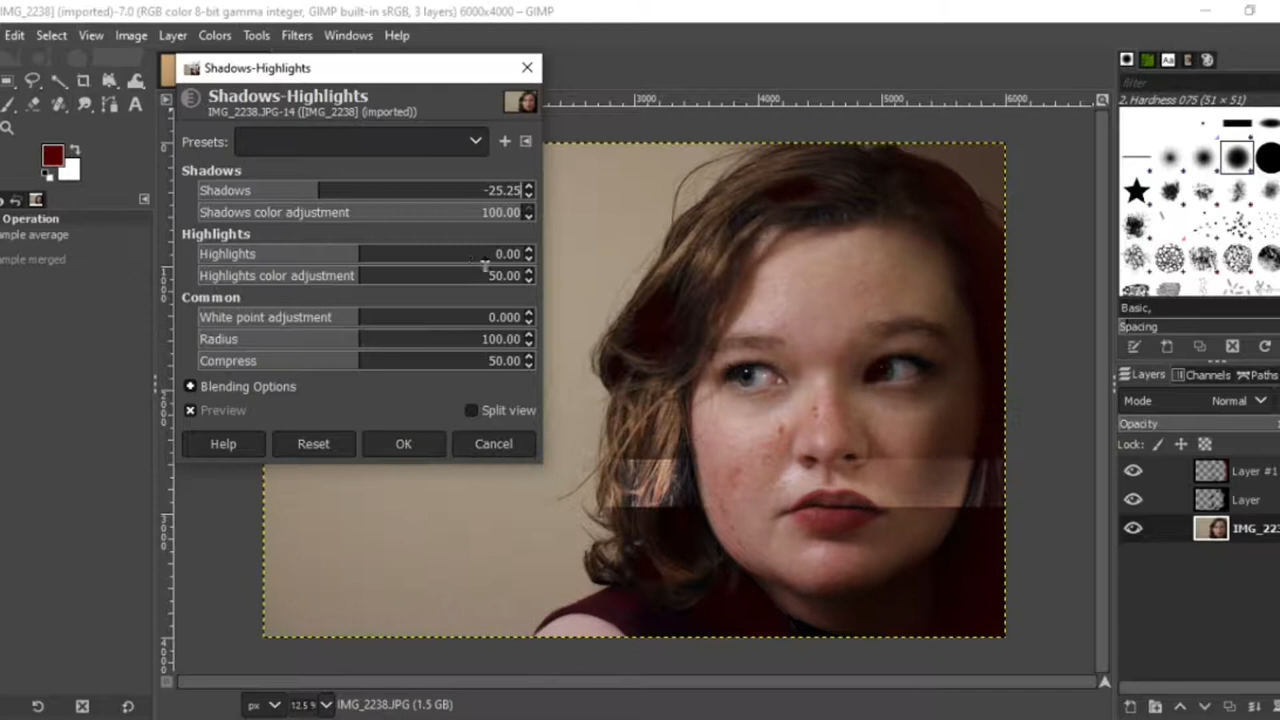 IMG_2238] (imported)-7.0 (RGB color 8-bit gamma integer, GIMP built-in sRGB, 3 layers) 6000x4000 – GIMP
Edit Select View Image Layer Colors Tools Filters Windows Help
Shadows-Highlights
Shadows-Highlights
IMG_2238.JPG-14 ([IMG_2238] (imported))
Presets:
Shadows
Shadows -25.25
Shadows color adjustment 100.00
Highlights
Highlights 0.00
Highlights color adjustment 50.00
Common
White point adjustment 0.000
Radius 100.00
Compress 50.00
Blending Options
Preview Split view
Help Reset OK Cancel
Operation
ample average
ample merged
3000 4000 5000 6000
filter
2. Hardness 075 (51 × 51)
Basic,
Spacing
Layers Channels Paths
Mode Normal
Opacity
Lock:
Layer #1
Layer
IMG_223
px 12.5 % IMG_2238.JPG (1.5 GB)